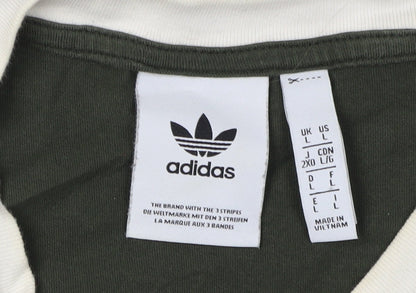 adidas
THE BRAND WITH THE 3 STRIPES
DIE WELTMARKE MIT DEN 3 STREIFEN
LA MARQUE AUX 3 BANDES
UK US
L L
J CDN
2XO L/G
D F
L L
E I
L L
MADE IN
VIETNAM